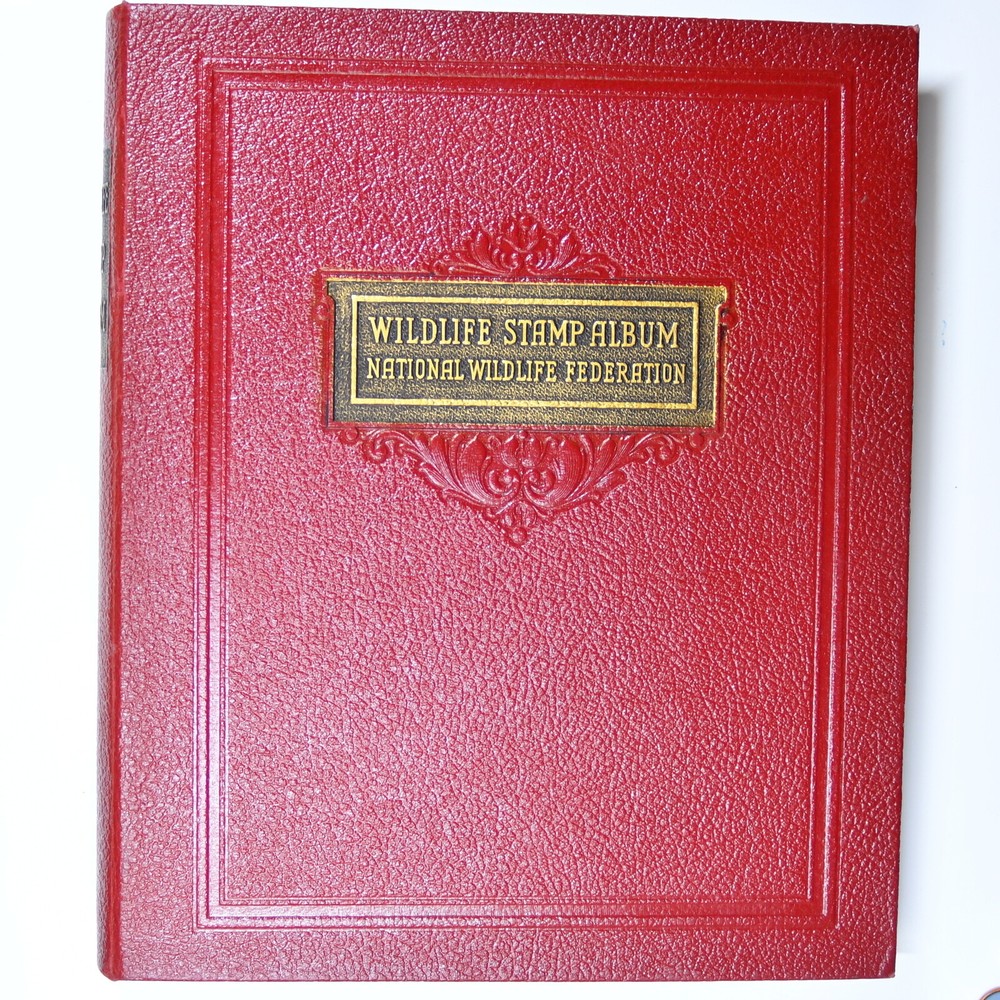 WILDLIFE STAMP ALBUM
NATIONAL WILDLIFE FEDERATION